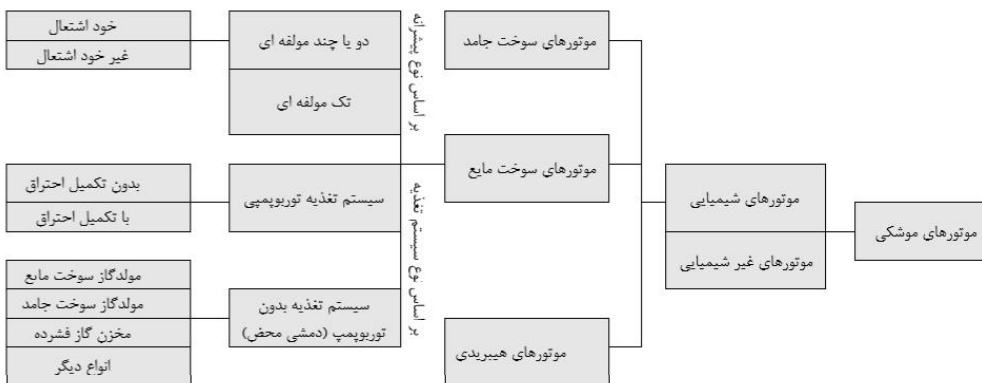 موتورهای موشکی
موتورهای شیمیایی
موتورهای غیر شیمیایی
موتورهای سوخت جامد
موتورهای سوخت مایع
موتورهای هیبریدی
بر اساس نوع پیشرانه
دو یا چند مولفه ای
تک مولفه ای
خود اشتعال
غیر خود اشتعال
بر اساس نوع سیستم تغذیه
سیستم تغذیه توربوپمپی
بدون تکمیل احتراق
با تکمیل احتراق
سیستم تغذیه بدون
توربوپمپ (دمشی محض)
مولدگاز سوخت مایع
مولدگاز سوخت جامد
مخزن گاز فشرده
انواع دیگر